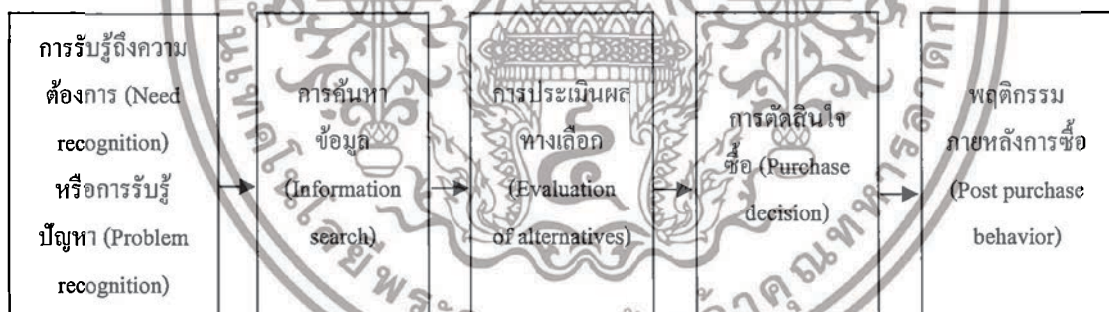 การรับรู้ถึงความ
ต้องการ (Need
recognition)
หรือการรับรู้
ปัญหา (Problem
recognition)
การค้นหา
ข้อมูล
(Information
search)
การประเมินผล
ทางเลือก
(Evaluation
of alternatives)
การตัดสินใจ
ซื้อ (Purchase
decision)
พฤติกรรม
ภายหลังการซื้อ
(Post purchase
behavior)